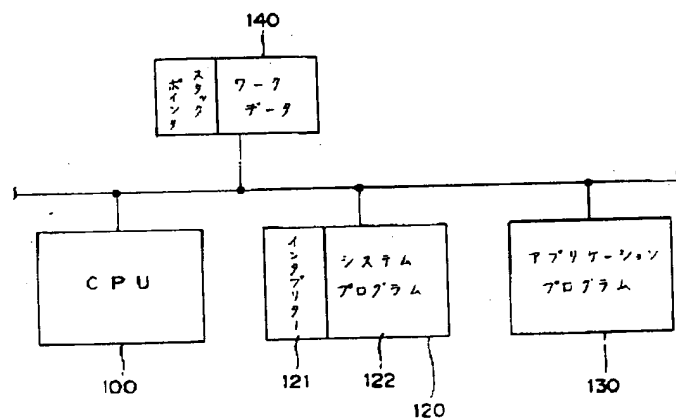 140
スタック
ポインタ
ワーク
データ
CPU
インタプリター
システム
プログラム
アプリケーション
プログラム
100
121
122
120
130